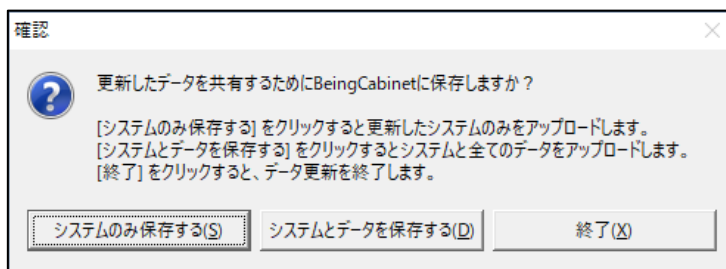 確認
更新したデータを共有するためにBeingCabinetに保存しますか？
[システムのみ保存する] をクリックすると更新したシステムのみをアップロードします。
[システムとデータを保存する] をクリックするとシステムと全てのデータをアップロードします。
[終了] をクリックすると、データ更新を終了します。
システムのみ保存する(S)
システムとデータを保存する(D)
終了(X)